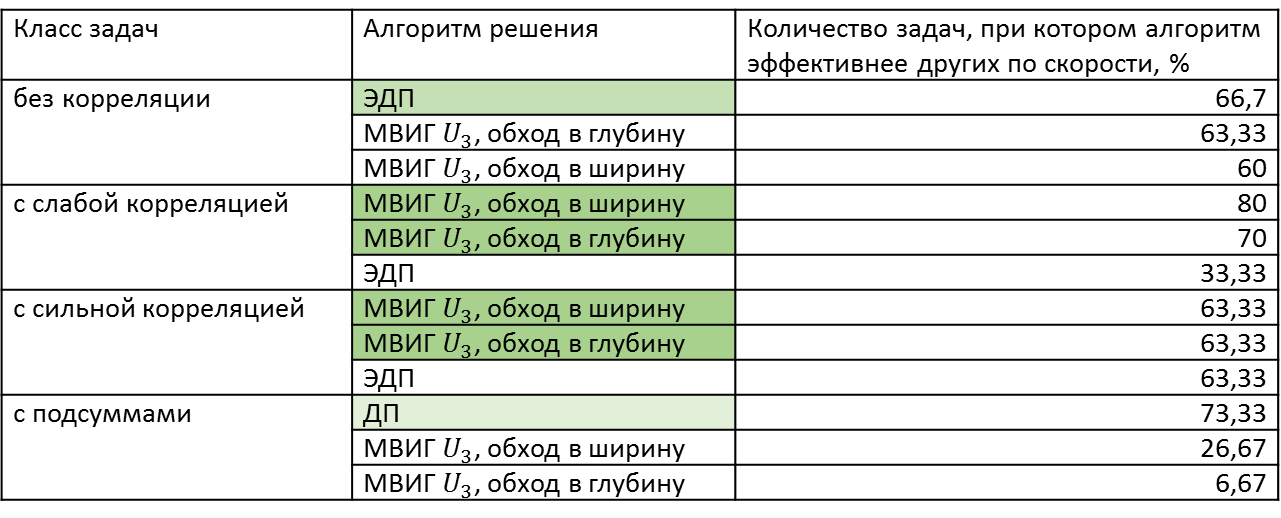 Класс задач
Алгоритм решения
Количество задач, при котором алгоритм
эффективнее других по скорости, %
без корреляции
ЭДП
66,7
МВИГ U₃, обход в глубину
63,33
МВИГ U₃, обход в ширину
60
с слабой корреляцией
МВИГ U₃, обход в ширину
80
МВИГ U₃, обход в глубину
70
ЭДП
33,33
с сильной корреляцией
МВИГ U₃, обход в ширину
63,33
МВИГ U₃, обход в глубину
63,33
ЭДП
63,33
с подсуммами
ДП
73,33
МВИГ U₃, обход в ширину
26,67
МВИГ U₃, обход в глубину
6,67